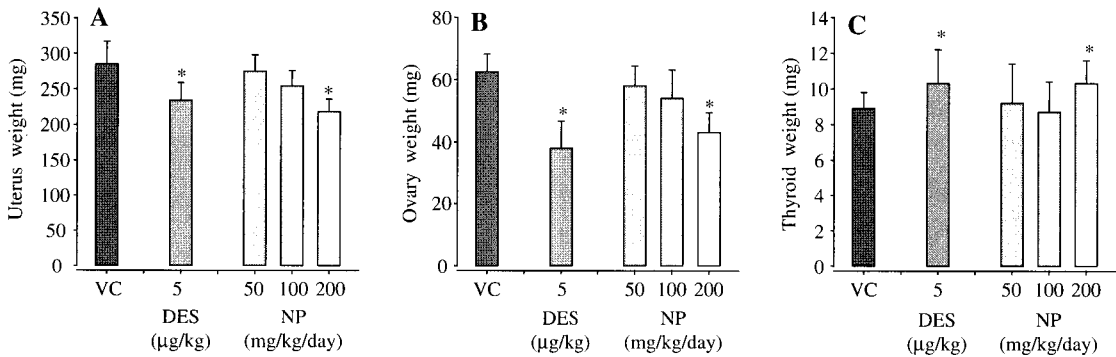 A
Uterus weight (mg)
350
300
250
200
150
100
50
0
*
*
VC
5
50 100 200
DES
NP
(µg/kg)
(mg/kg/day)
B
Ovary weight (mg)
80
60
40
20
0
*
*
VC
5
50 100 200
DES
NP
(µg/kg)
(mg/kg/day)
C
Thyroid weight (mg)
14
12
10
8
6
4
2
0
*
*
VC
5
50 100 200
DES
NP
(µg/kg)
(mg/kg/day)